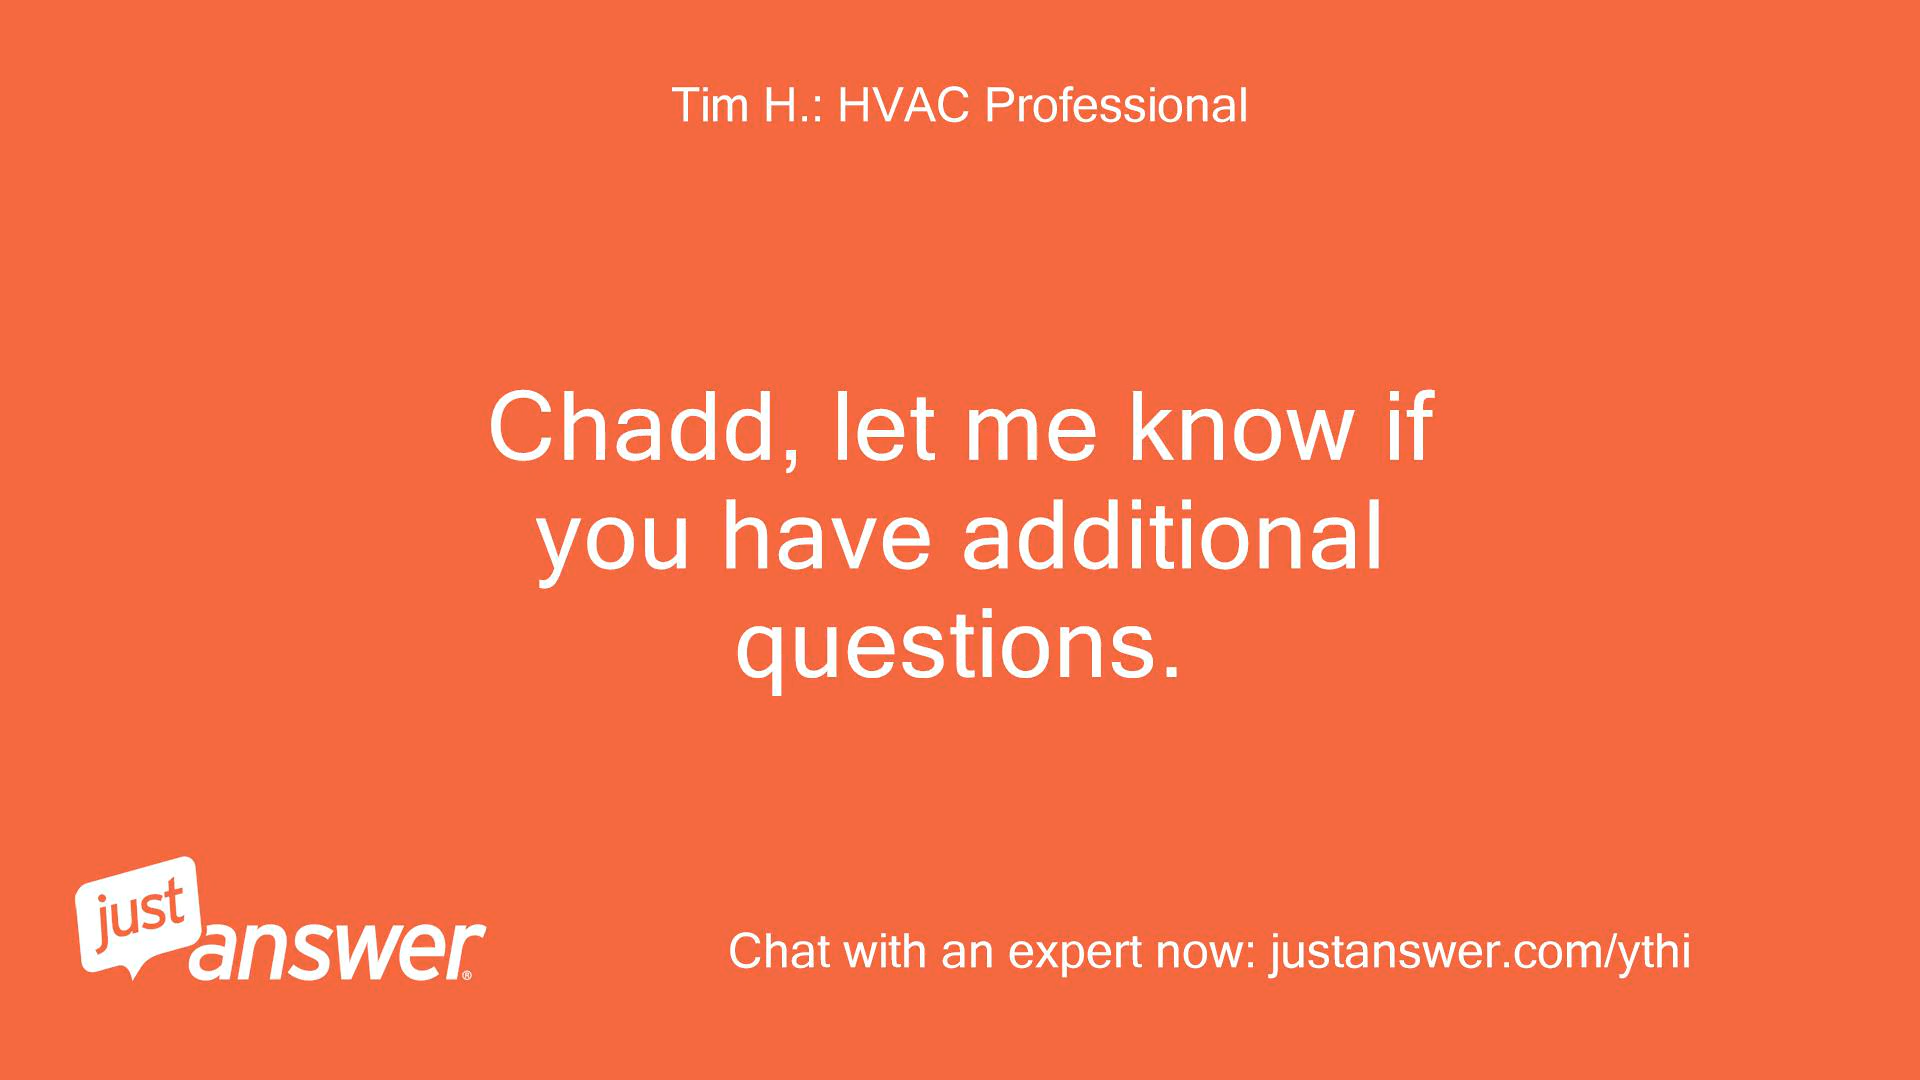 Tim H.: HVAC Professional
Chadd, let me know if
you have additional
questions.
just
answer®
Chat with an expert now: justanswer.com/ythi